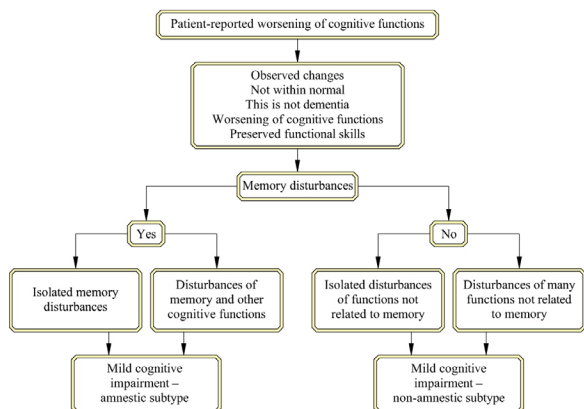 Patient-reported worsening of cognitive functions
Observed changes
Not within normal
This is not dementia
Worsening of cognitive functions
Preserved functional skills
Memory disturbances
Yes
No
Isolated memory
disturbances
Disturbances of
memory and other
cognitive functions
Isolated disturbances
of functions not
related to memory
Disturbances of many
functions not related
to memory
Mild cognitive
impairment –
amnestic subtype
Mild cognitive
impairment –
non-amnestic subtype